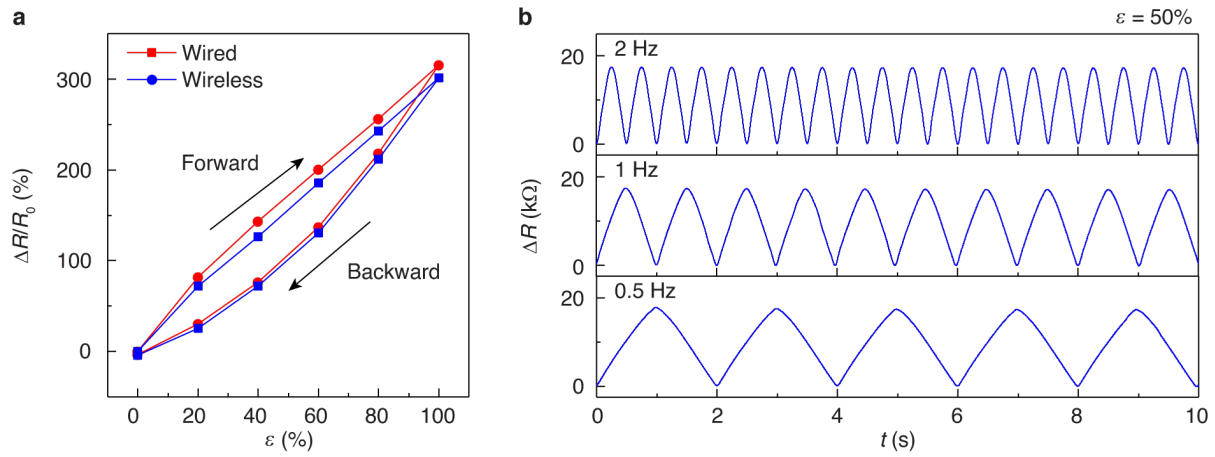 a
Wired
Wireless
Forward
Backward
300
200
100
0
ΔR/R₀ (%)
0 20 40 60 80 100
ε (%)
b
ε = 50%
2 Hz
20
0
1 Hz
20
0
0.5 Hz
20
0
ΔR (kΩ)
0 2 4 6 8 10
t (s)